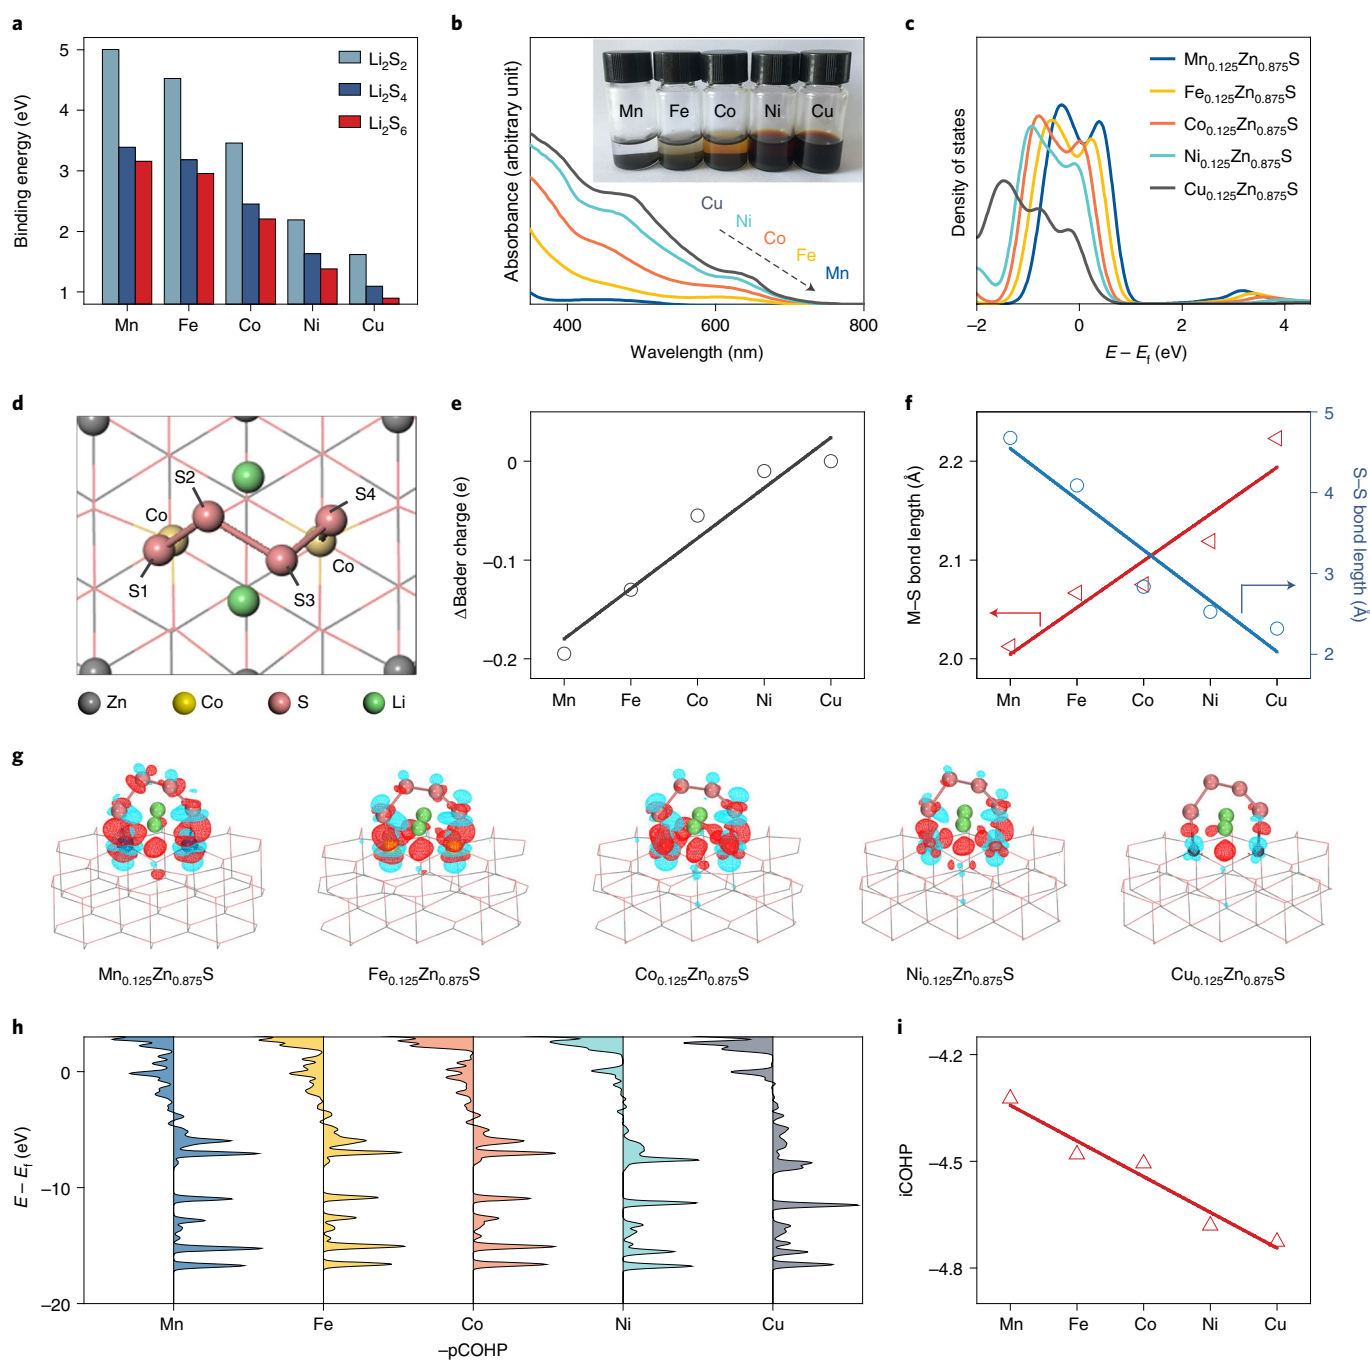 a
Binding energy (eV)
5
4
3
2
1
Mn Fe Co Ni Cu
Li₂S₂
Li₂S₄
Li₂S₆
b
Absorbance (arbitrary unit)
Mn Fe Co Ni Cu
Cu
Ni
Co
Fe
Mn
400 600 800
Wavelength (nm)
c
Density of states
Mn₀.₁₂₅Zn₀.₈₇₅S
Fe₀.₁₂₅Zn₀.₈₇₅S
Co₀.₁₂₅Zn₀.₈₇₅S
Ni₀.₁₂₅Zn₀.₈₇₅S
Cu₀.₁₂₅Zn₀.₈₇₅S
−2 0 2 4
E − Ef (eV)
d
S2
S4
Co
Co
S1
S3
Zn Co S Li
e
ΔBader charge (e)
0
−0.1
−0.2
Mn Fe Co Ni Cu
f
M–S bond length (Å)
2.2
2.1
2.0
5
4
3
2
S–S bond length (Å)
Mn Fe Co Ni Cu
g
Mn₀.₁₂₅Zn₀.₈₇₅S Fe₀.₁₂₅Zn₀.₈₇₅S Co₀.₁₂₅Zn₀.₈₇₅S Ni₀.₁₂₅Zn₀.₈₇₅S Cu₀.₁₂₅Zn₀.₈₇₅S
h
E − Ef (eV)
0
−10
−20
Mn Fe Co Ni Cu
–pCOHP
i
iCOHP
−4.2
−4.5
−4.8
Mn Fe Co Ni Cu